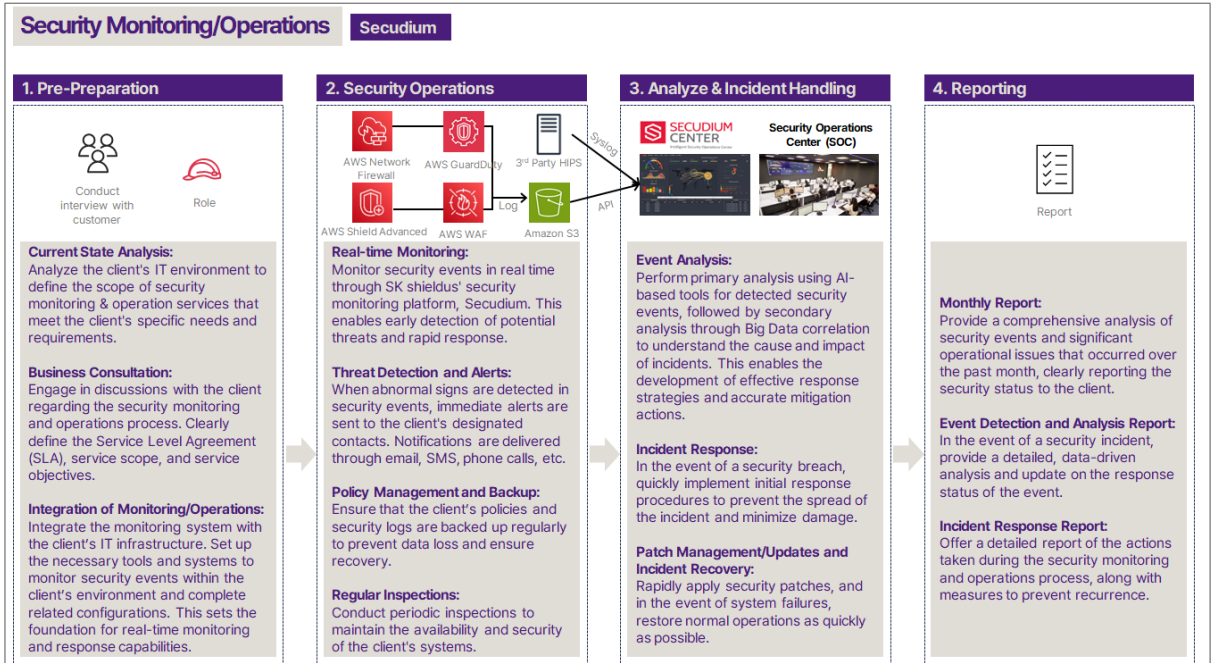 Security Monitoring/Operations
Secudium
1. Pre-Preparation
Conduct
interview with
customer
Role
Current State Analysis:
Analyze the client's IT environment to
define the scope of security
monitoring & operation services that
meet the client's specific needs and
requirements.
Business Consultation:
Engage in discussions with the client
regarding the security monitoring
and operations process. Clearly
define the Service Level Agreement
(SLA), service scope, and service
objectives.
Integration of Monitoring/Operations:
Integrate the monitoring system with
the client's IT infrastructure. Set up
the necessary tools and systems to
monitor security events within the
client's environment and complete
related configurations. This sets the
foundation for real-time monitoring
and response capabilities.
2. Security Operations
AWS Network
Firewall
AWS GuardDuty
3rd Party HIPS
Syslog
AWS Shield Advanced
AWS WAF
Log
Amazon S3
API
Real-time Monitoring:
Monitor security events in real time
through SK shieldus' security
monitoring platform, Secudium. This
enables early detection of potential
threats and rapid response.
Threat Detection and Alerts:
When abnormal signs are detected in
security events, immediate alerts are
sent to the client's designated
contacts. Notifications are delivered
through email, SMS, phone calls, etc.
Policy Management and Backup:
Ensure that the client's policies and
security logs are backed up regularly
to prevent data loss and ensure
recovery.
Regular Inspections:
Conduct periodic inspections to
maintain the availability and security
of the client's systems.
3. Analyze & Incident Handling
SECUDIUM
CENTER
Security Operations
Center (SOC)
Event Analysis:
Perform primary analysis using AI-
based tools for detected security
events, followed by secondary
analysis through Big Data correlation
to understand the cause and impact
of incidents. This enables the
development of effective response
strategies and accurate mitigation
actions.
Incident Response:
In the event of a security breach,
quickly implement initial response
procedures to prevent the spread of
the incident and minimize damage.
Patch Management/Updates and
Incident Recovery:
Rapidly apply security patches, and
in the event of system failures,
restore normal operations as quickly
as possible.
4. Reporting
Report
Monthly Report:
Provide a comprehensive analysis of
security events and significant
operational issues that occurred over
the past month, clearly reporting the
security status to the client.
Event Detection and Analysis Report:
In the event of a security incident,
provide a detailed, data-driven
analysis and update on the response
status of the event.
Incident Response Report:
Offer a detailed report of the actions
taken during the security monitoring
and operations process, along with
measures to prevent recurrence.